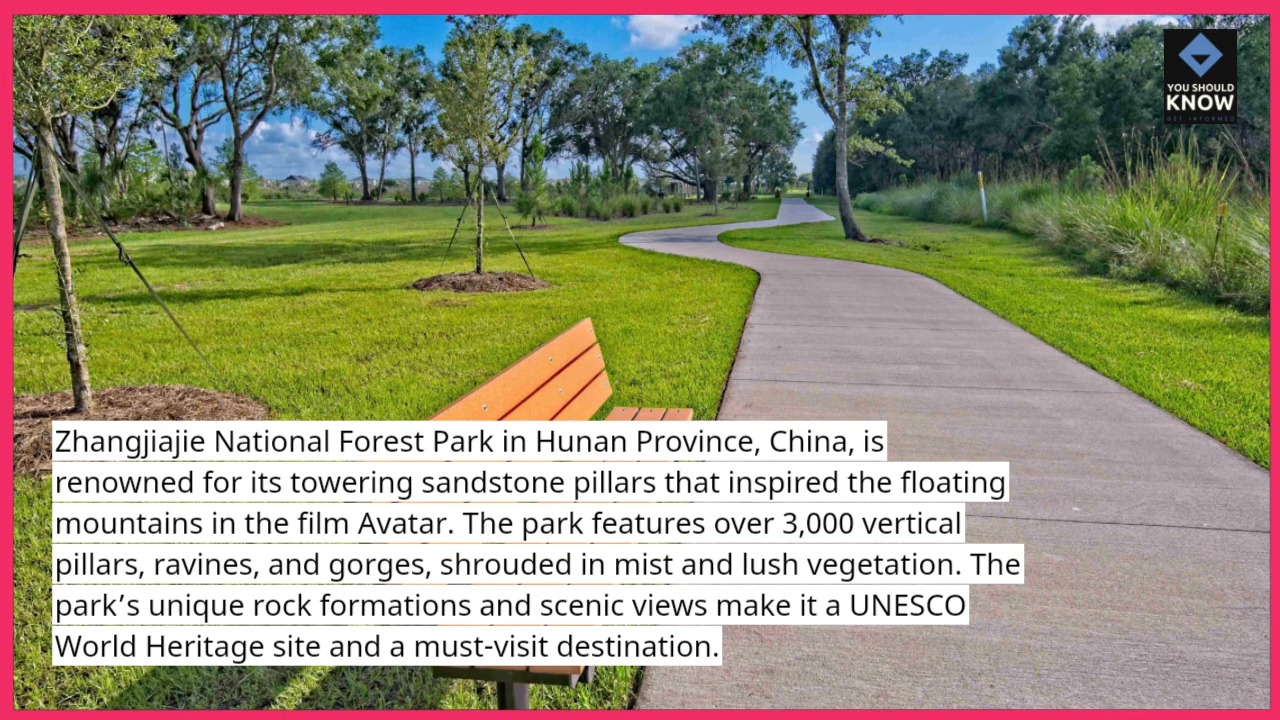 YOU SHOULD
KNOW
GET INFORMED
Zhangjiajie National Forest Park in Hunan Province, China, is
renowned for its towering sandstone pillars that inspired the floating
mountains in the film Avatar. The park features over 3,000 vertical
pillars, ravines, and gorges, shrouded in mist and lush vegetation. The
park’s unique rock formations and scenic views make it a UNESCO
World Heritage site and a must-visit destination.